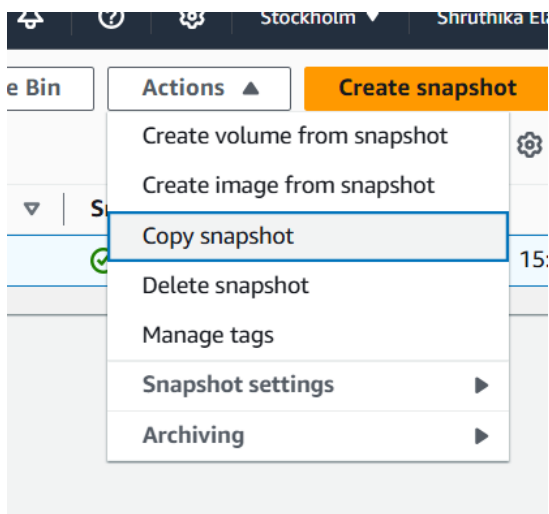 Stockholm Shruthika Ela
e Bin Actions Create snapshot
Create volume from snapshot
Create image from snapshot
Copy snapshot
15:
Delete snapshot
Manage tags
Snapshot settings
Archiving